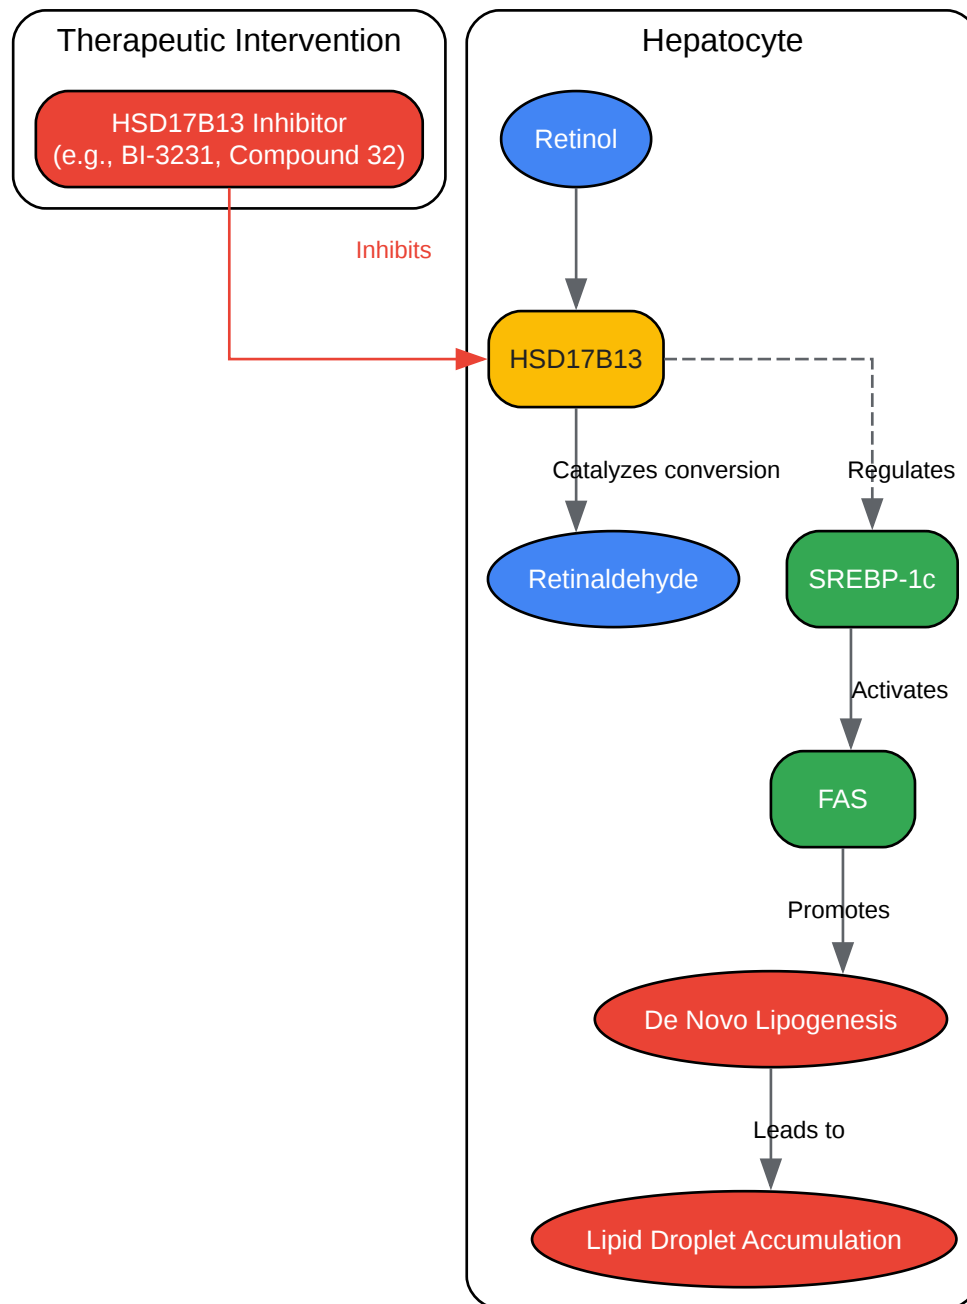 Therapeutic Intervention
HSD17B13 Inhibitor
(e.g., BI-3231, Compound 32)
Inhibits
Hepatocyte
Retinol
HSD17B13
Catalyzes conversion
Regulates
Retinaldehyde
SREBP-1c
Activates
FAS
Promotes
De Novo Lipogenesis
Leads to
Lipid Droplet Accumulation